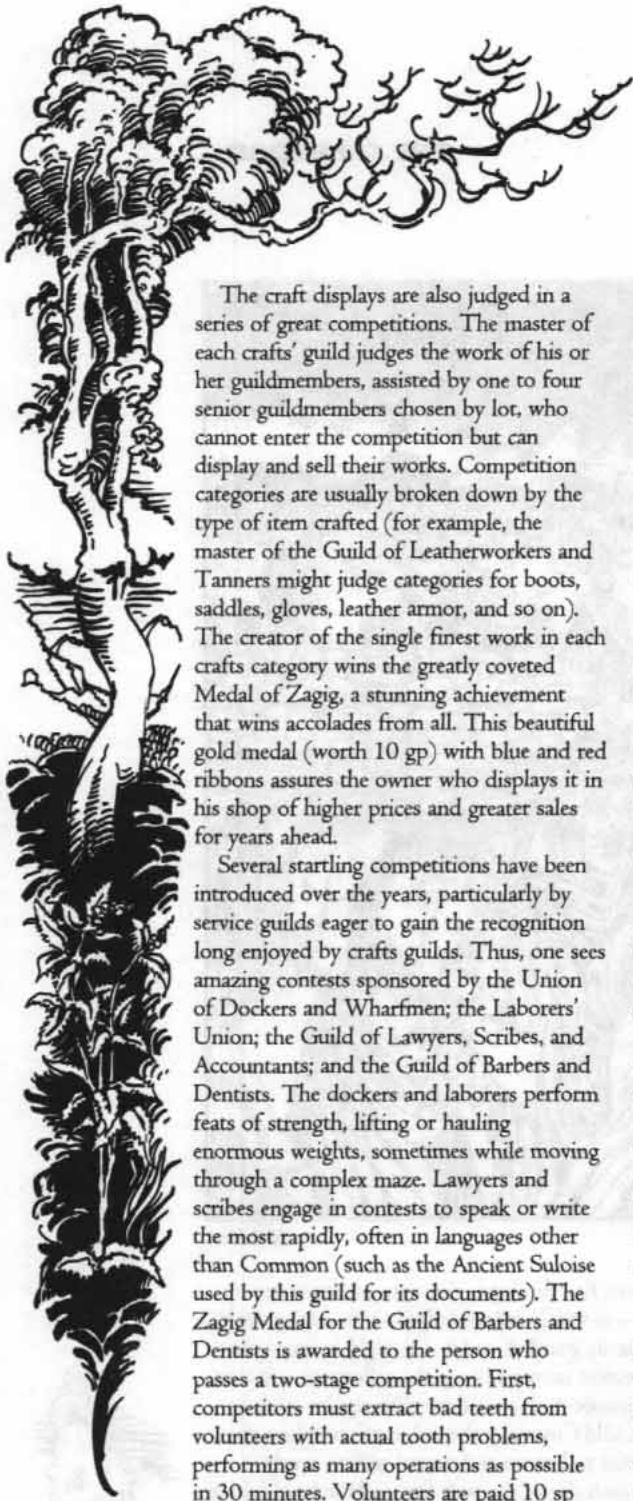 The craft displays are also judged in a
series of great competitions. The master of
each crafts' guild judges the work of his or
her guildmembers, assisted by one to four
senior guildmembers chosen by lot, who
cannot enter the competition but can
display and sell their works. Competition
categories are usually broken down by the
type of item crafted (for example, the
master of the Guild of Leatherworkers and
Tanners might judge categories for boots,
saddles, gloves, leather armor, and so on).
The creator of the single finest work in each
crafts category wins the greatly coveted
Medal of Zagig, a stunning achievement
that wins accolades from all. This beautiful
gold medal (worth 10 gp) with blue and red
ribbons assures the owner who displays it in
his shop of higher prices and greater sales
for years ahead.
Several startling competitions have been
introduced over the years, particularly by
service guilds eager to gain the recognition
long enjoyed by crafts guilds. Thus, one sees
amazing contests sponsored by the Union
of Dockers and Wharfmen; the Laborers'
Union; the Guild of Lawyers, Scribes, and
Accountants; and the Guild of Barbers and
Dentists. The dockers and laborers perform
feats of strength, lifting or hauling
enormous weights, sometimes while moving
through a complex maze. Lawyers and
scribes engage in contests to speak or write
the most rapidly, often in languages other
than Common (such as the Ancient Suloise
used by this guild for its documents). The
Zagig Medal for the Guild of Barbers and
Dentists is awarded to the person who
passes a two-stage competition. First,
competitors must extract bad teeth from
volunteers with actual tooth problems,
performing as many operations as possible
in 30 minutes. Volunteers are paid 10 sp